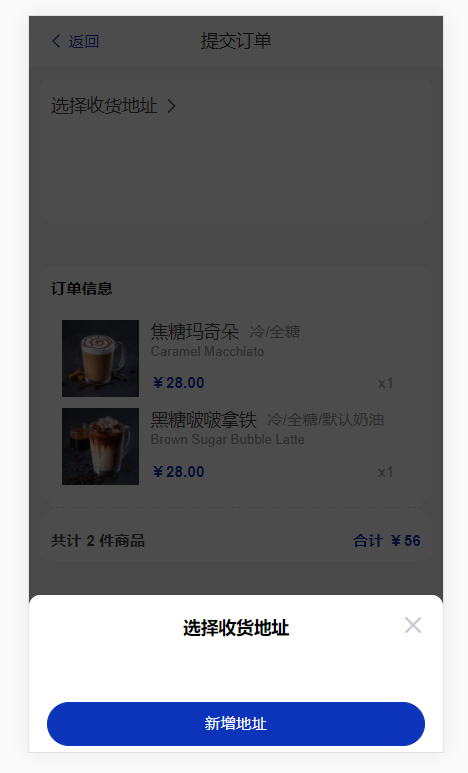 返回
提交订单
选择收货地址
订单信息
焦糖玛奇朵 冷/全糖
Caramel Macchiato
￥28.00 x1
黑糖啵啵拿铁 冷/全糖/默认奶油
Brown Sugar Bubble Latte
￥28.00 x1
共计 2 件商品 合计 ￥56
选择收货地址
新增地址